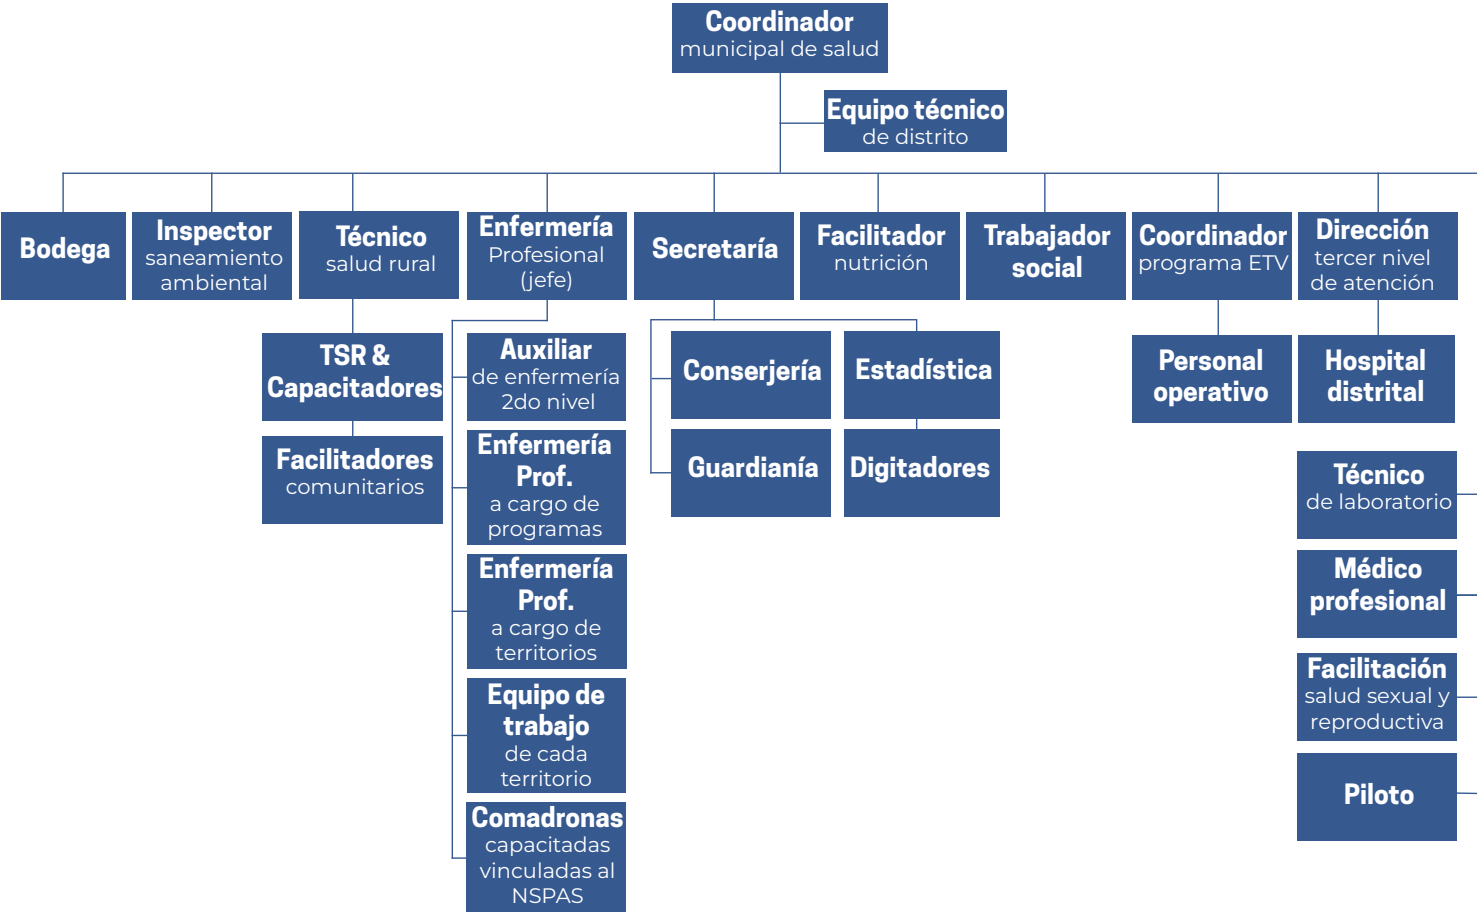 Coordinador
municipal de salud
Equipo técnico
de distrito
Bodega
Inspector
saneamiento
ambiental
Técnico
salud rural
Enfermería
Profesional
(jefe)
Secretaría
Facilitador
nutrición
Trabajador
social
Coordinador
programa ETV
Dirección
tercer nivel
de atención
TSR &
Capacitadores
Facilitadores
comunitarios
Auxiliar
de enfermería
2do nivel
Enfermería
Prof.
a cargo de
programas
Enfermería
Prof.
a cargo de
territorios
Equipo de
trabajo
de cada
territorio
Comadronas
capacitadas
vinculadas al
NSPAS
Conserjería
Guardianía
Estadística
Digitadores
Personal
operativo
Hospital
distrital
Técnico
de laboratorio
Médico
profesional
Facilitación
salud sexual y
reproductiva
Piloto